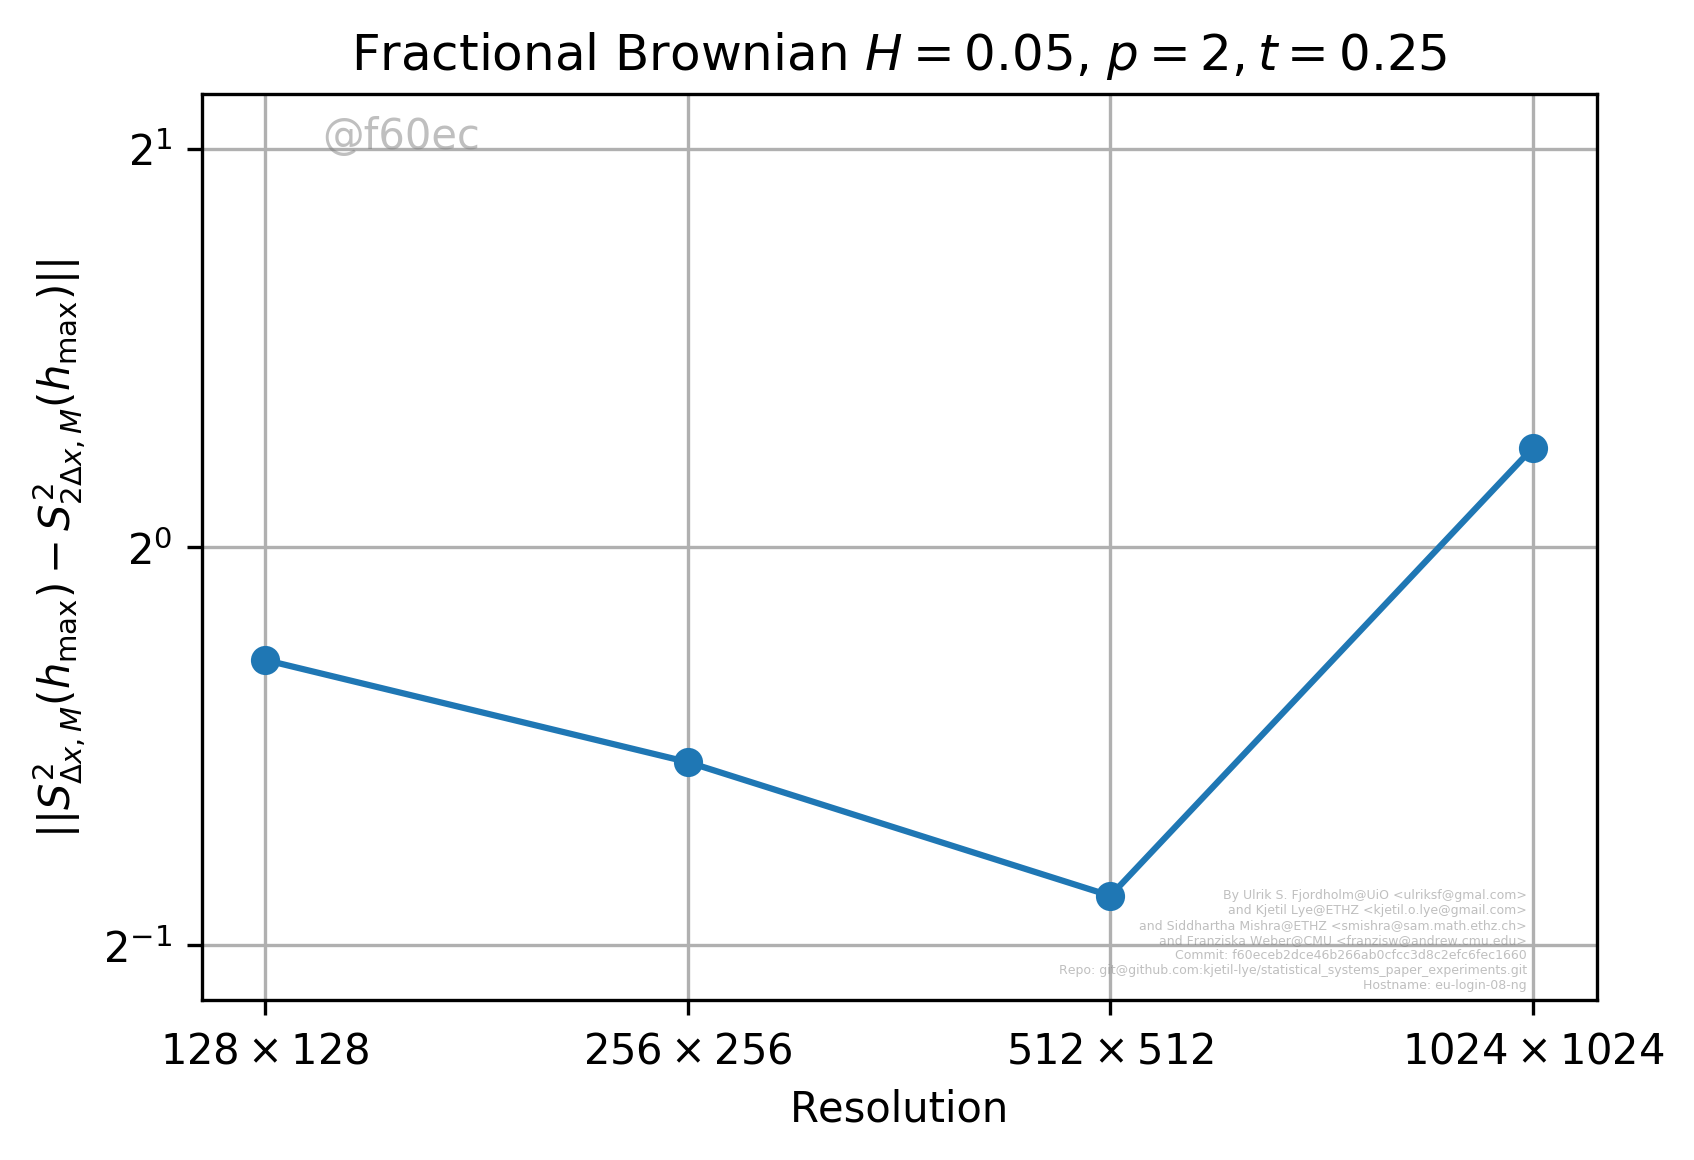 Fractional Brownian H = 0.05, p = 2, t = 0.25
@f60ec
2^1
2^0
2^−1
||S^2_{Δx, M}(h_max) − S^2_{2Δx, M}(h_max)||
By Ulrik S. Fjordholm@UiO <ulriksf@gmal.com>
and Kjetil Lye@ETHZ <kjetil.o.lye@gmail.com>
and Siddhartha Mishra@ETHZ <smishra@sam.math.ethz.ch>
and Franziska Weber@CMU <franzisw@andrew.cmu.edu>
Commit: f60eceb2dce46b266ab0cfcc3d8c2efc6fec1660
Repo: git@github.com:kjetil-lye/statistical_systems_paper_experiments.git
Hostname: eu-login-08-ng
128 × 128 256 × 256 512 × 512 1024 × 1024
Resolution